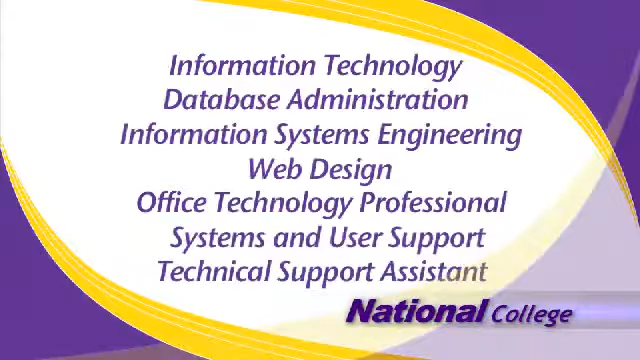 Information Technology
Database Administration
Information Systems Engineering
Web Design
Office Technology Professional
Systems and User Support
Technical Support Assistant
National College